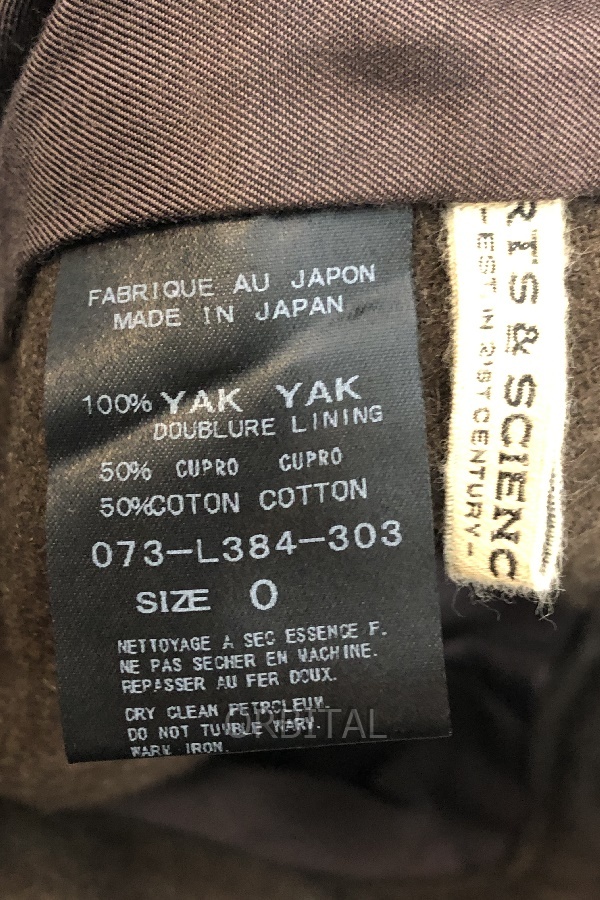 FABRIQUE AU JAPON
MADE IN JAPAN
100% YAK YAK
DOUBLURE LINING
50% CUPRO CUPRO
50%COTON COTTON
073-L384-303
SIZE 0
NETTOYAGE A SEC ESSENCE F.
NE PAS SECHER EN MACHINE.
REPASSER AU FER DOUX.
DRY CLEAN PETROLEUM.
DO NOT TUMBLE
WARM IRON.
RTS & SCIENC
-EST.IN 21ST CENTURY-
ORBITAL